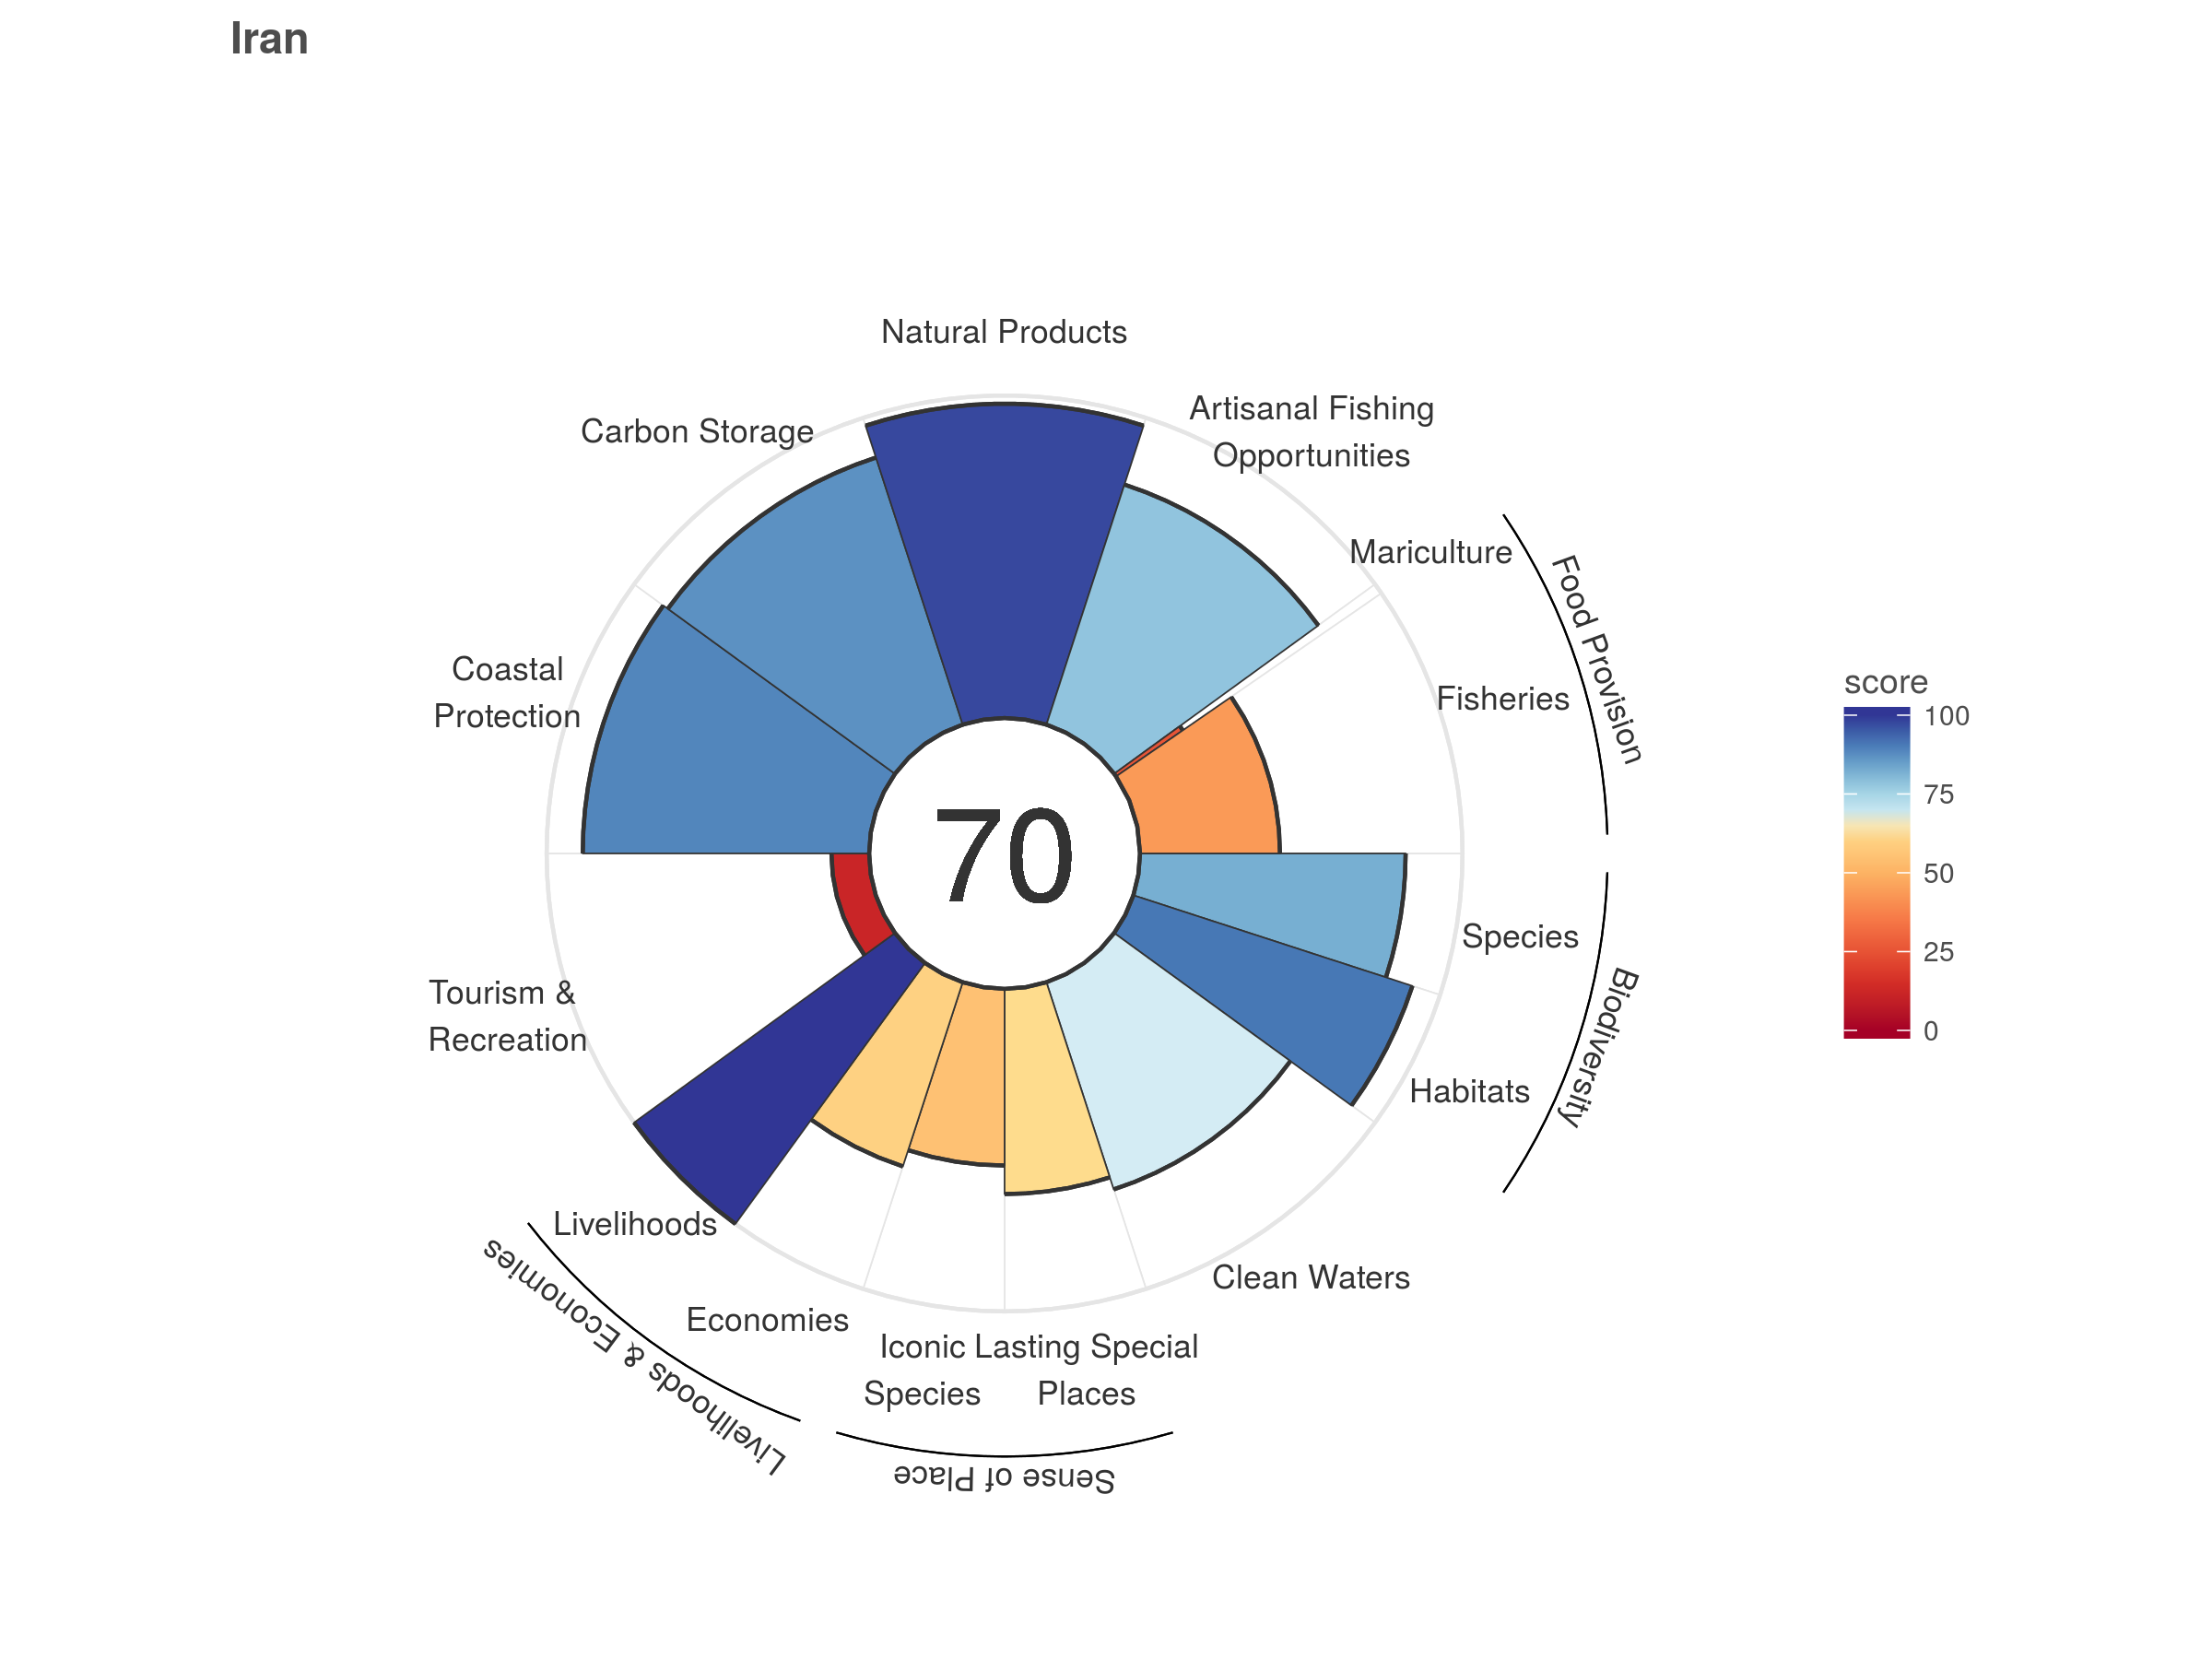 Iran
Natural Products
Artisanal Fishing
Opportunities
Carbon Storage
Mariculture
Food Provision
Fisheries
Coastal
Protection
score
100
75
50
25
0
70
Species
Biodiversity
Habitats
Tourism &
Recreation
Livelihoods
Livelihoods & Economies
Economies
Clean Waters
Iconic
Species
Lasting Special
Places
Sense of Place